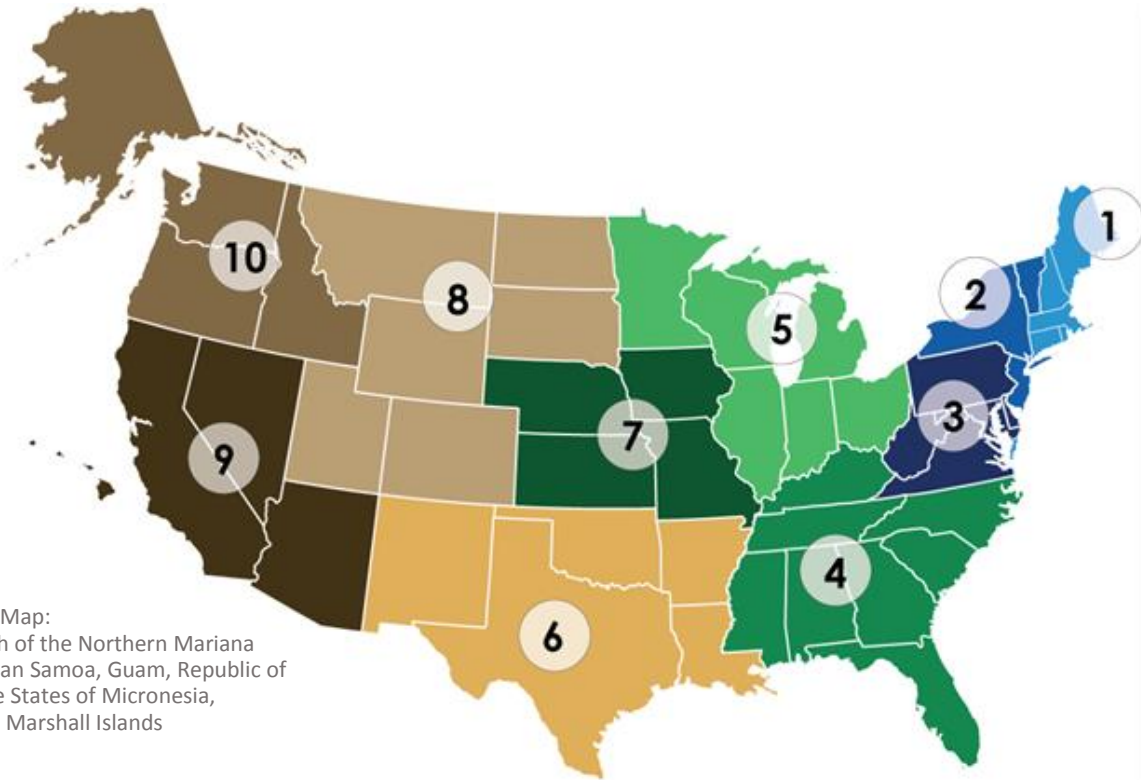 1
10
2
8
5
3
7
9
4
Map:
h of the Northern Mariana
6
an Samoa, Guam, Republic of
e States of Micronesia,
Marshall Islands